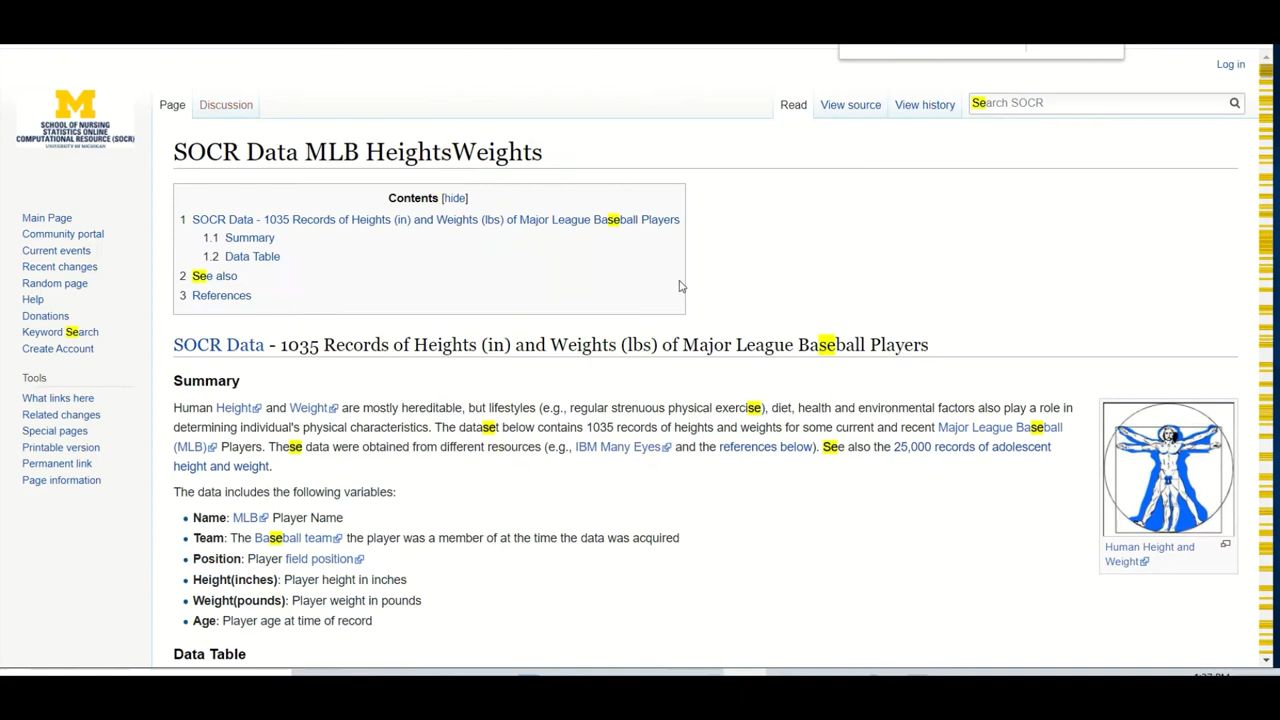 Log in
SCHOOL OF NURSING
STATISTICS ONLINE
COMPUTATIONAL RESOURCE (SOCR)
UNIVERSITY OF MICHIGAN
Page Discussion Read View source View history Search SOCR
SOCR Data MLB HeightsWeights
Contents [hide]
1 SOCR Data - 1035 Records of Heights (in) and Weights (lbs) of Major League Baseball Players
1.1 Summary
1.2 Data Table
2 See also
3 References
Main Page
Community portal
Current events
Recent changes
Random page
Help
Donations
Keyword Search
Create Account
Tools
What links here
Related changes
Special pages
Printable version
Permanent link
Page information
SOCR Data - 1035 Records of Heights (in) and Weights (lbs) of Major League Baseball Players
Summary
Human Height and Weight are mostly hereditable, but lifestyles (e.g., regular strenuous physical exercise), diet, health and environmental factors also play a role in
determining individual's physical characteristics. The dataset below contains 1035 records of heights and weights for some current and recent Major League Baseball
(MLB) Players. These data were obtained from different resources (e.g., IBM Many Eyes and the references below). See also the 25,000 records of adolescent
height and weight.
The data includes the following variables:
• Name: MLB Player Name
• Team: The Baseball team the player was a member of at the time the data was acquired
• Position: Player field position
• Height(inches): Player height in inches
• Weight(pounds): Player weight in pounds
• Age: Player age at time of record
Human Height and
Weight
Data Table